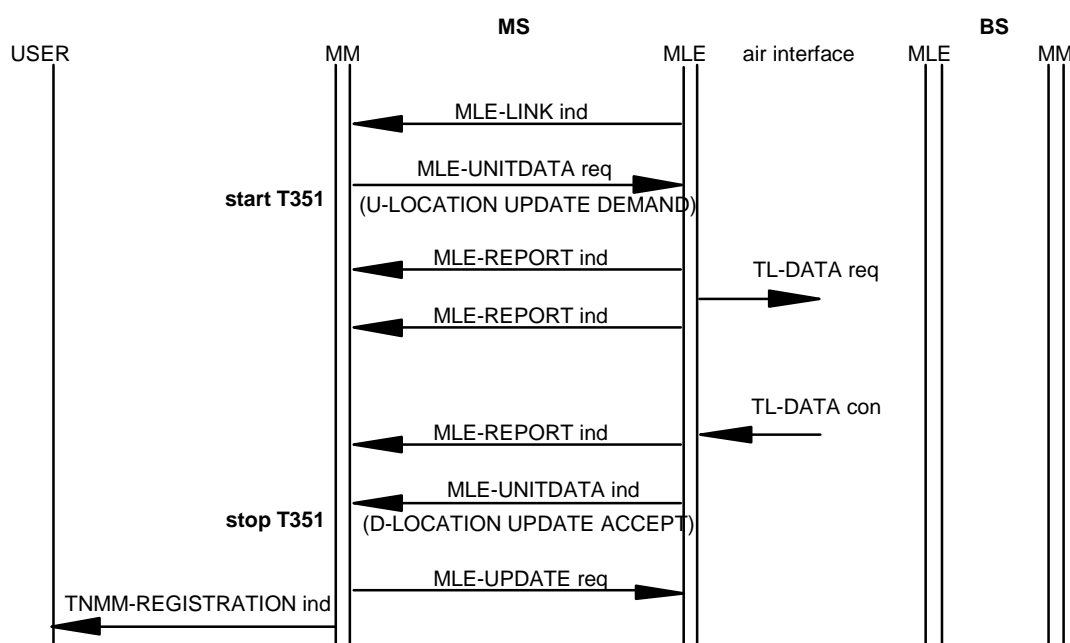 MS BS
USER MM MLE air interface MLE MM
MLE-LINK ind
MLE-UNITDATA req
start T351
(U-LOCATION UPDATE DEMAND)
MLE-REPORT ind
TL-DATA req
MLE-REPORT ind
TL-DATA con
MLE-REPORT ind
MLE-UNITDATA ind
stop T351 (D-LOCATION UPDATE ACCEPT)
MLE-UPDATE req
TNMM-REGISTRATION ind